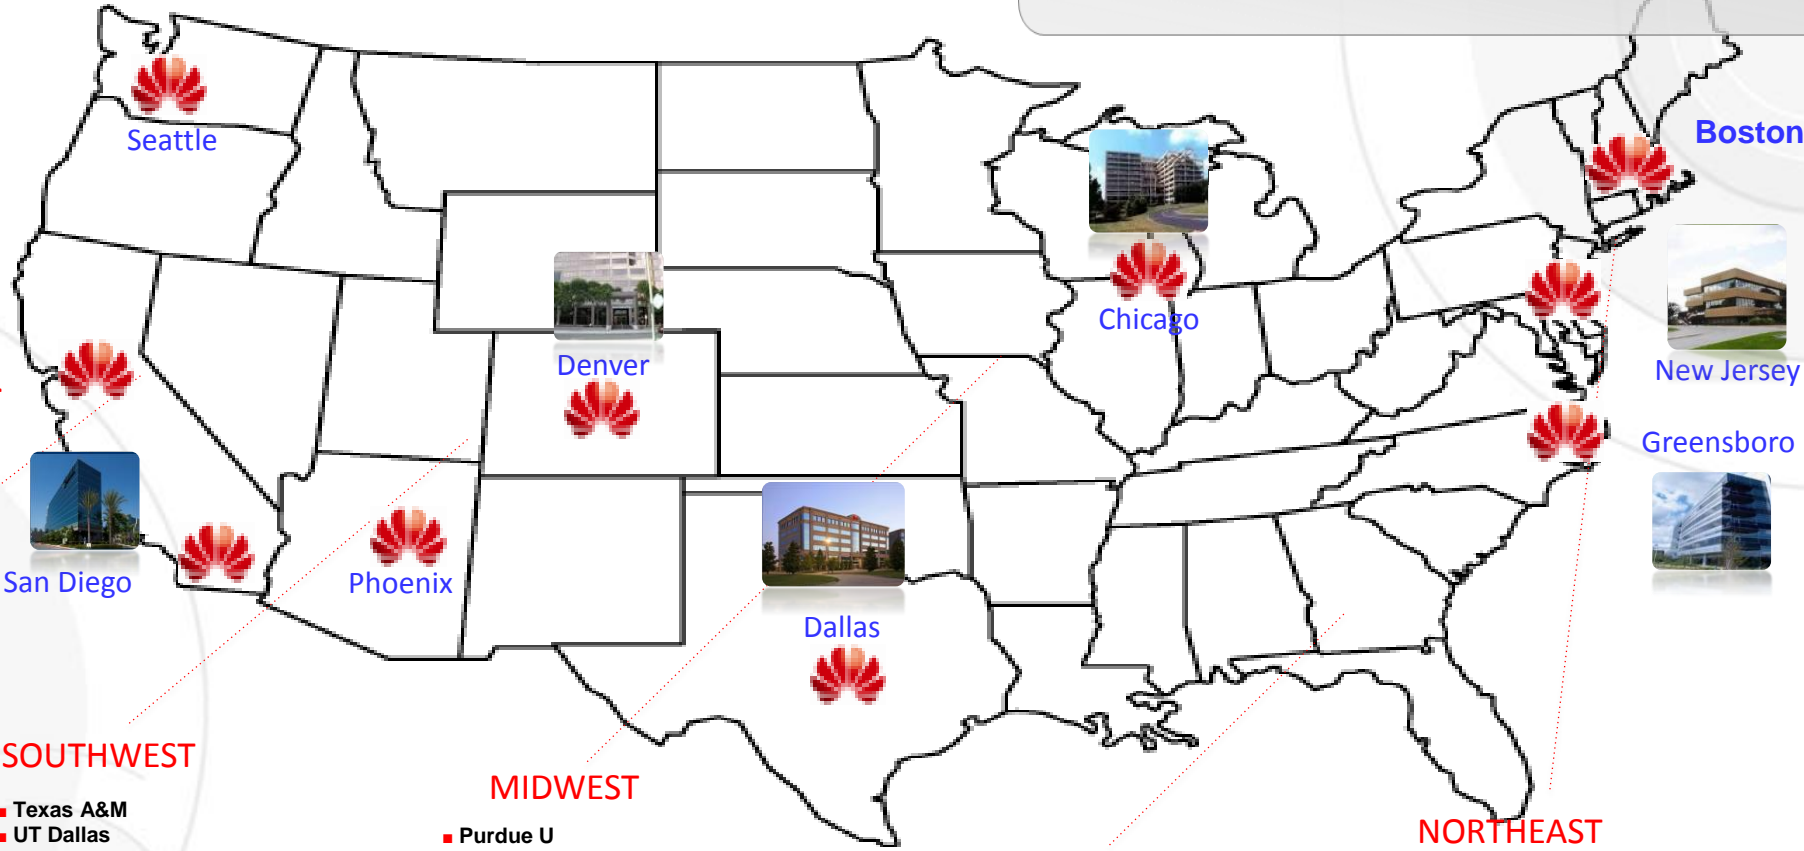 Seattle
Boston
Chicago
Denver
New Jersey
Greensboro
San Diego
Phoenix
Dallas
SOUTHWEST
Texas A&M
UT Dallas
MIDWEST
Purdue U
NORTHEAST